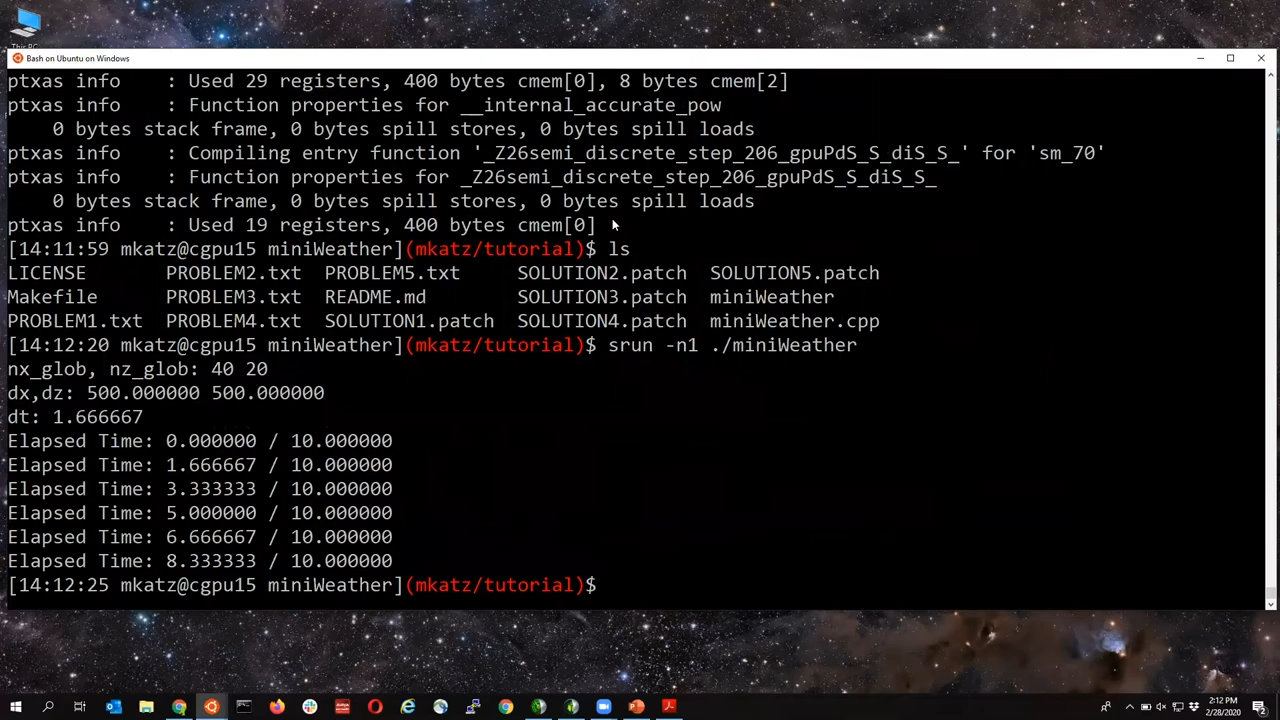 This PC
Bash on Ubuntu on Windows
ptxas info    : Used 29 registers, 400 bytes cmem[0], 8 bytes cmem[2]
ptxas info    : Function properties for __internal_accurate_pow
    0 bytes stack frame, 0 bytes spill stores, 0 bytes spill loads
ptxas info    : Compiling entry function '_Z26semi_discrete_step_206_gpuPdS_S_diS_S_' for 'sm_70'
ptxas info    : Function properties for _Z26semi_discrete_step_206_gpuPdS_S_diS_S_
    0 bytes stack frame, 0 bytes spill stores, 0 bytes spill loads
ptxas info    : Used 19 registers, 400 bytes cmem[0]
[14:11:59 mkatz@cgpu15 miniWeather](mkatz/tutorial)$ ls
LICENSE       PROBLEM2.txt  PROBLEM5.txt     SOLUTION2.patch  SOLUTION5.patch
Makefile      PROBLEM3.txt  README.md        SOLUTION3.patch  miniWeather
PROBLEM1.txt  PROBLEM4.txt  SOLUTION1.patch  SOLUTION4.patch  miniWeather.cpp
[14:12:20 mkatz@cgpu15 miniWeather](mkatz/tutorial)$ srun -n1 ./miniWeather
nx_glob, nz_glob: 40 20
dx,dz: 500.000000 500.000000
dt: 1.666667
Elapsed Time: 0.000000 / 10.000000
Elapsed Time: 1.666667 / 10.000000
Elapsed Time: 3.333333 / 10.000000
Elapsed Time: 5.000000 / 10.000000
Elapsed Time: 6.666667 / 10.000000
Elapsed Time: 8.333333 / 10.000000
[14:12:25 mkatz@cgpu15 miniWeather](mkatz/tutorial)$
2:12 PM
2/28/2020